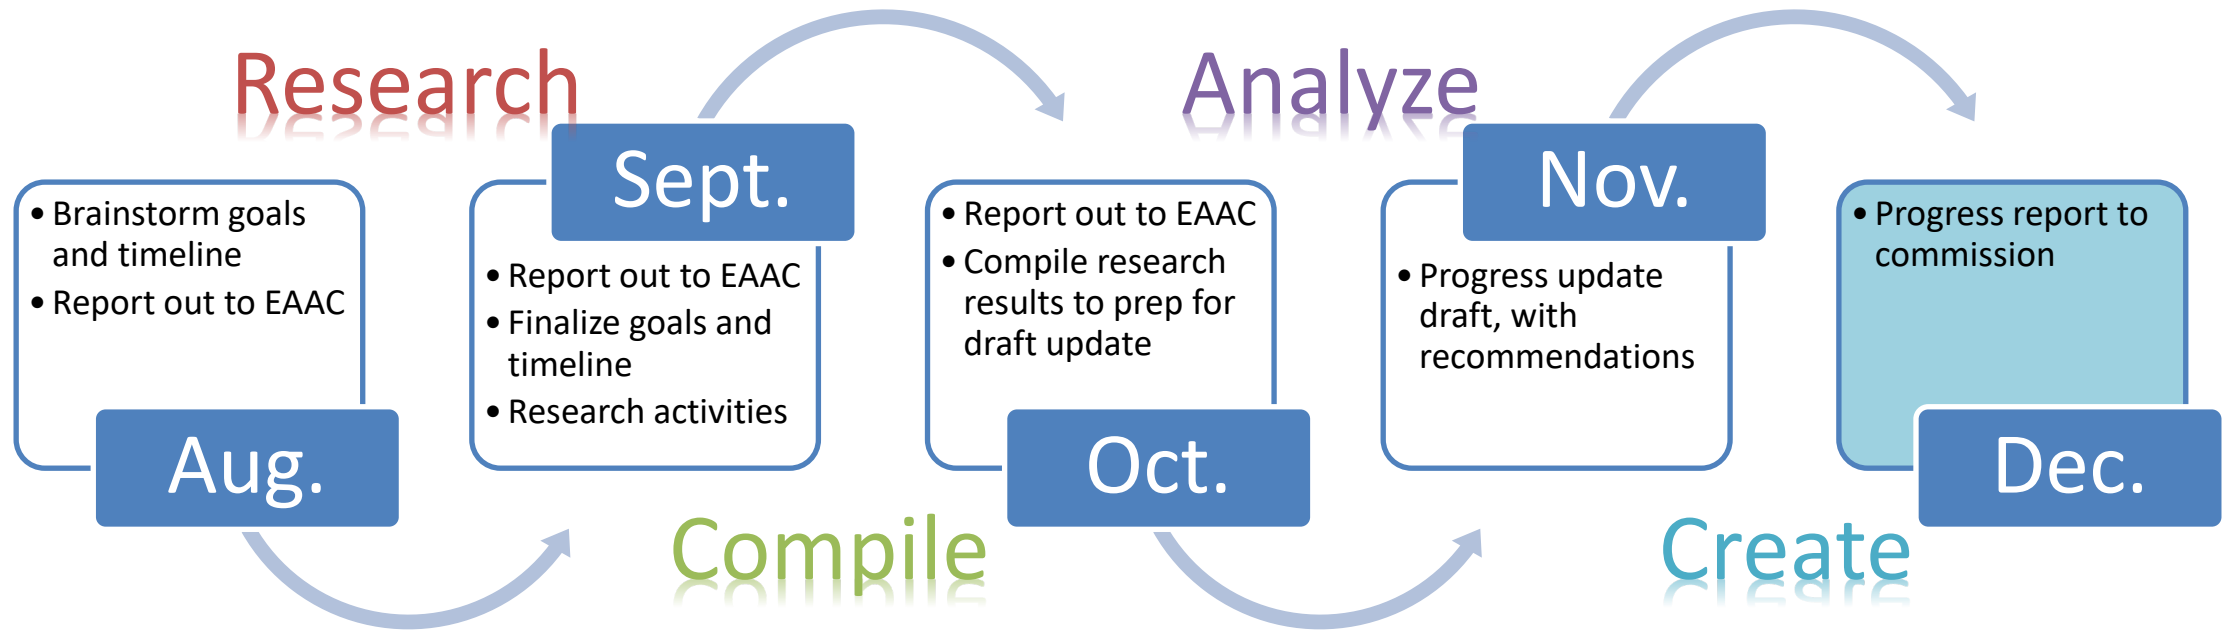 Research
• Brainstorm goals
and timeline
• Report out to EAAC
Aug.
Sept.
• Report out to EAAC
• Finalize goals and
timeline
• Research activities
Compile
• Report out to EAAC
• Compile research
results to prep for
draft update
Oct.
Analyze
Nov.
• Progress update
draft, with
recommendations
Create
• Progress report to
commission
Dec.